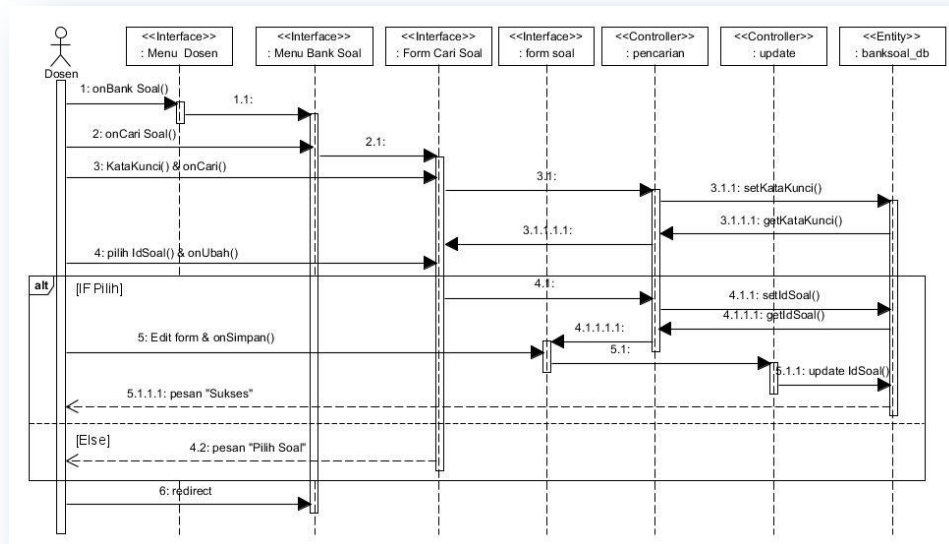 <<Interface>>
: Menu Dosen
<<Interface>>
: Menu Bank Soal
<<Interface>>
: Form Cari Soal
<<Interface>>
: form soal
<<Controller>>
: pencarian
<<Controller>>
: update
<<Entity>>
: banksoal_db
Dosen
1: onBank Soal()
1.1:
2: onCari Soal()
2.1:
3: KataKunci() & onCari()
3.1:
3.1.1: setKataKunci()
3.1.1.1: getKataKunci()
3.1.1.1.1:
4: pilih IdSoal() & onUbah()
alt
[IF Pilih]
4.1:
4.1.1: setIdSoal()
4.1.1.1: getIdSoal()
4.1.1.1.1:
5: Edit form & onSimpan()
5.1:
5.1.1: update IdSoal()
5.1.1.1: pesan "Sukses"
[Else]
4.2: pesan "Pilih Soal"
6: redirect